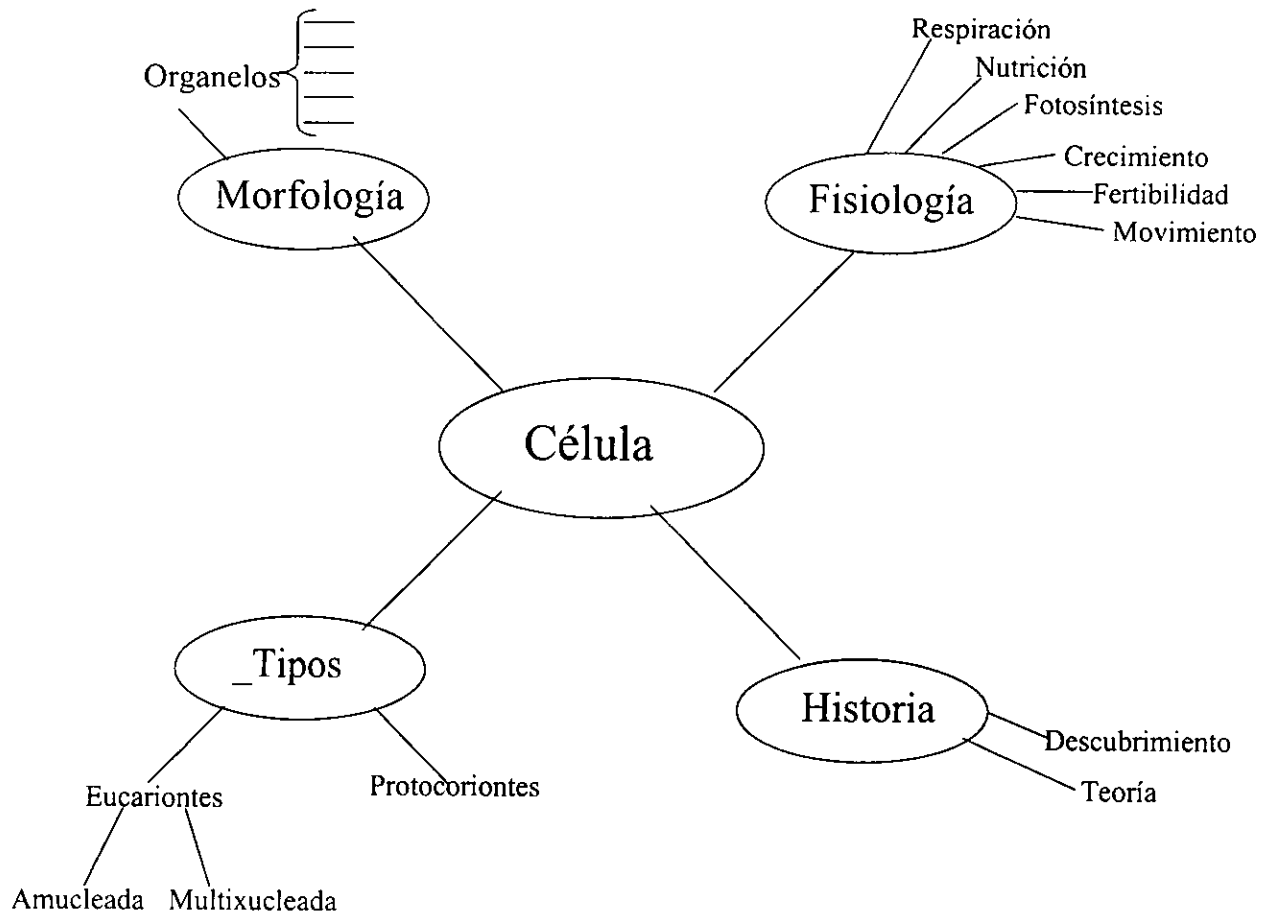 Organelos
Morfología
Respiración
Nutrición
Fotosíntesis
Crecimiento
Fertibilidad
Movimiento
Fisiología
Célula
_Tipos
Eucariontes
Protocoriontes
Amucleada
Multixucleada
Historia
Descubrimiento
Teoría